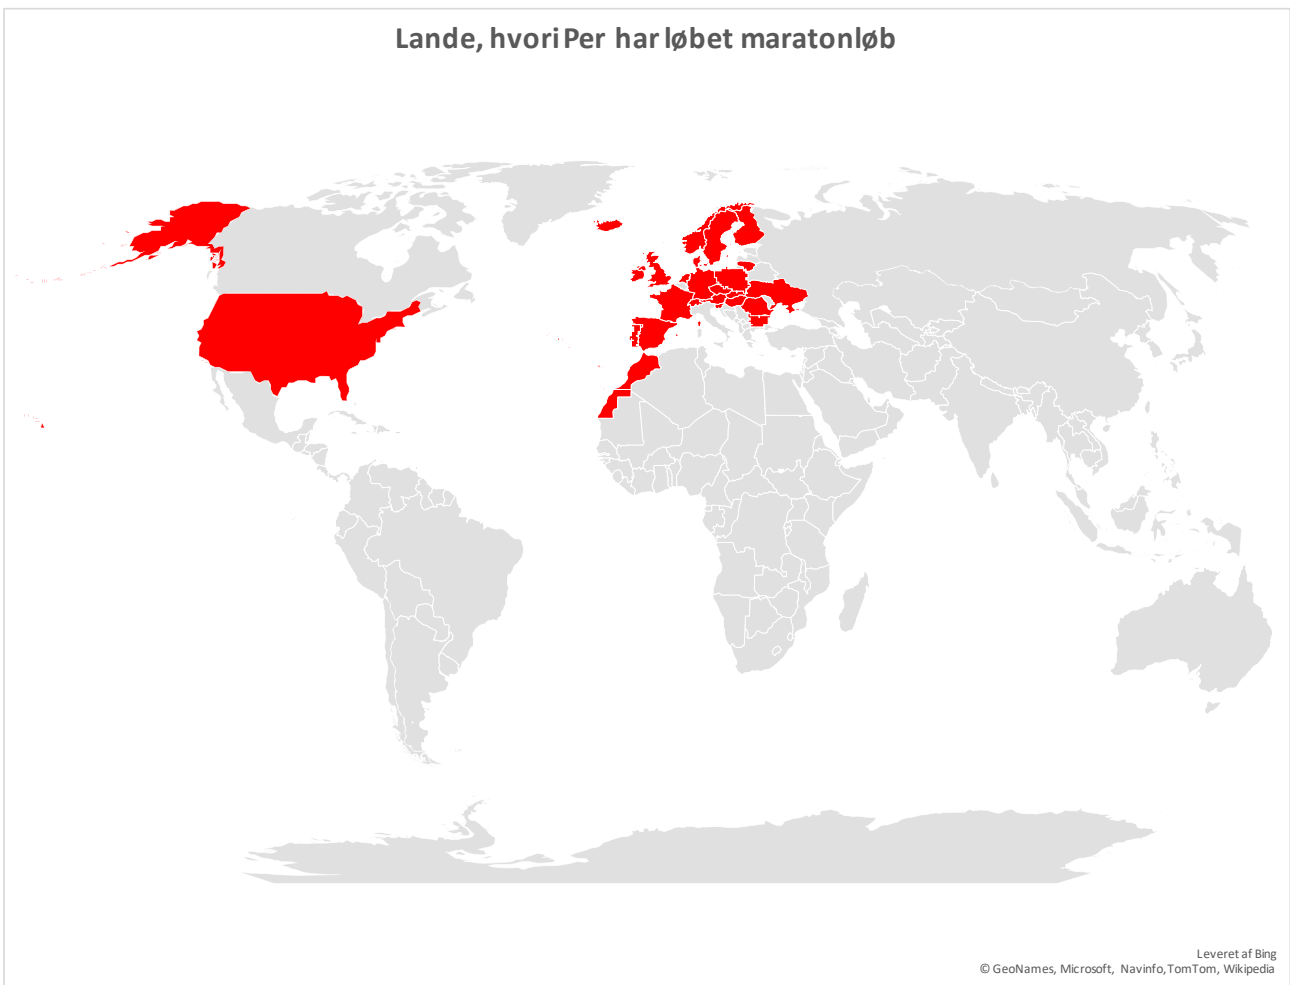 Lande, hvori Per har løbet maratonløb
Leveret af Bing
© GeoNames, Microsoft, Navinfo, TomTom, Wikipedia